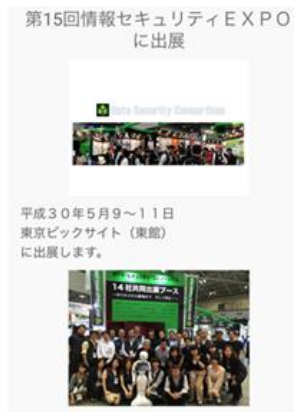 第15回情報セキュリティＥＸＰＯ
に出展
Data Security Consortium
平成３０年５月９〜１１日
東京ビックサイト（東館）
に出展します。
14社共同出展ブース